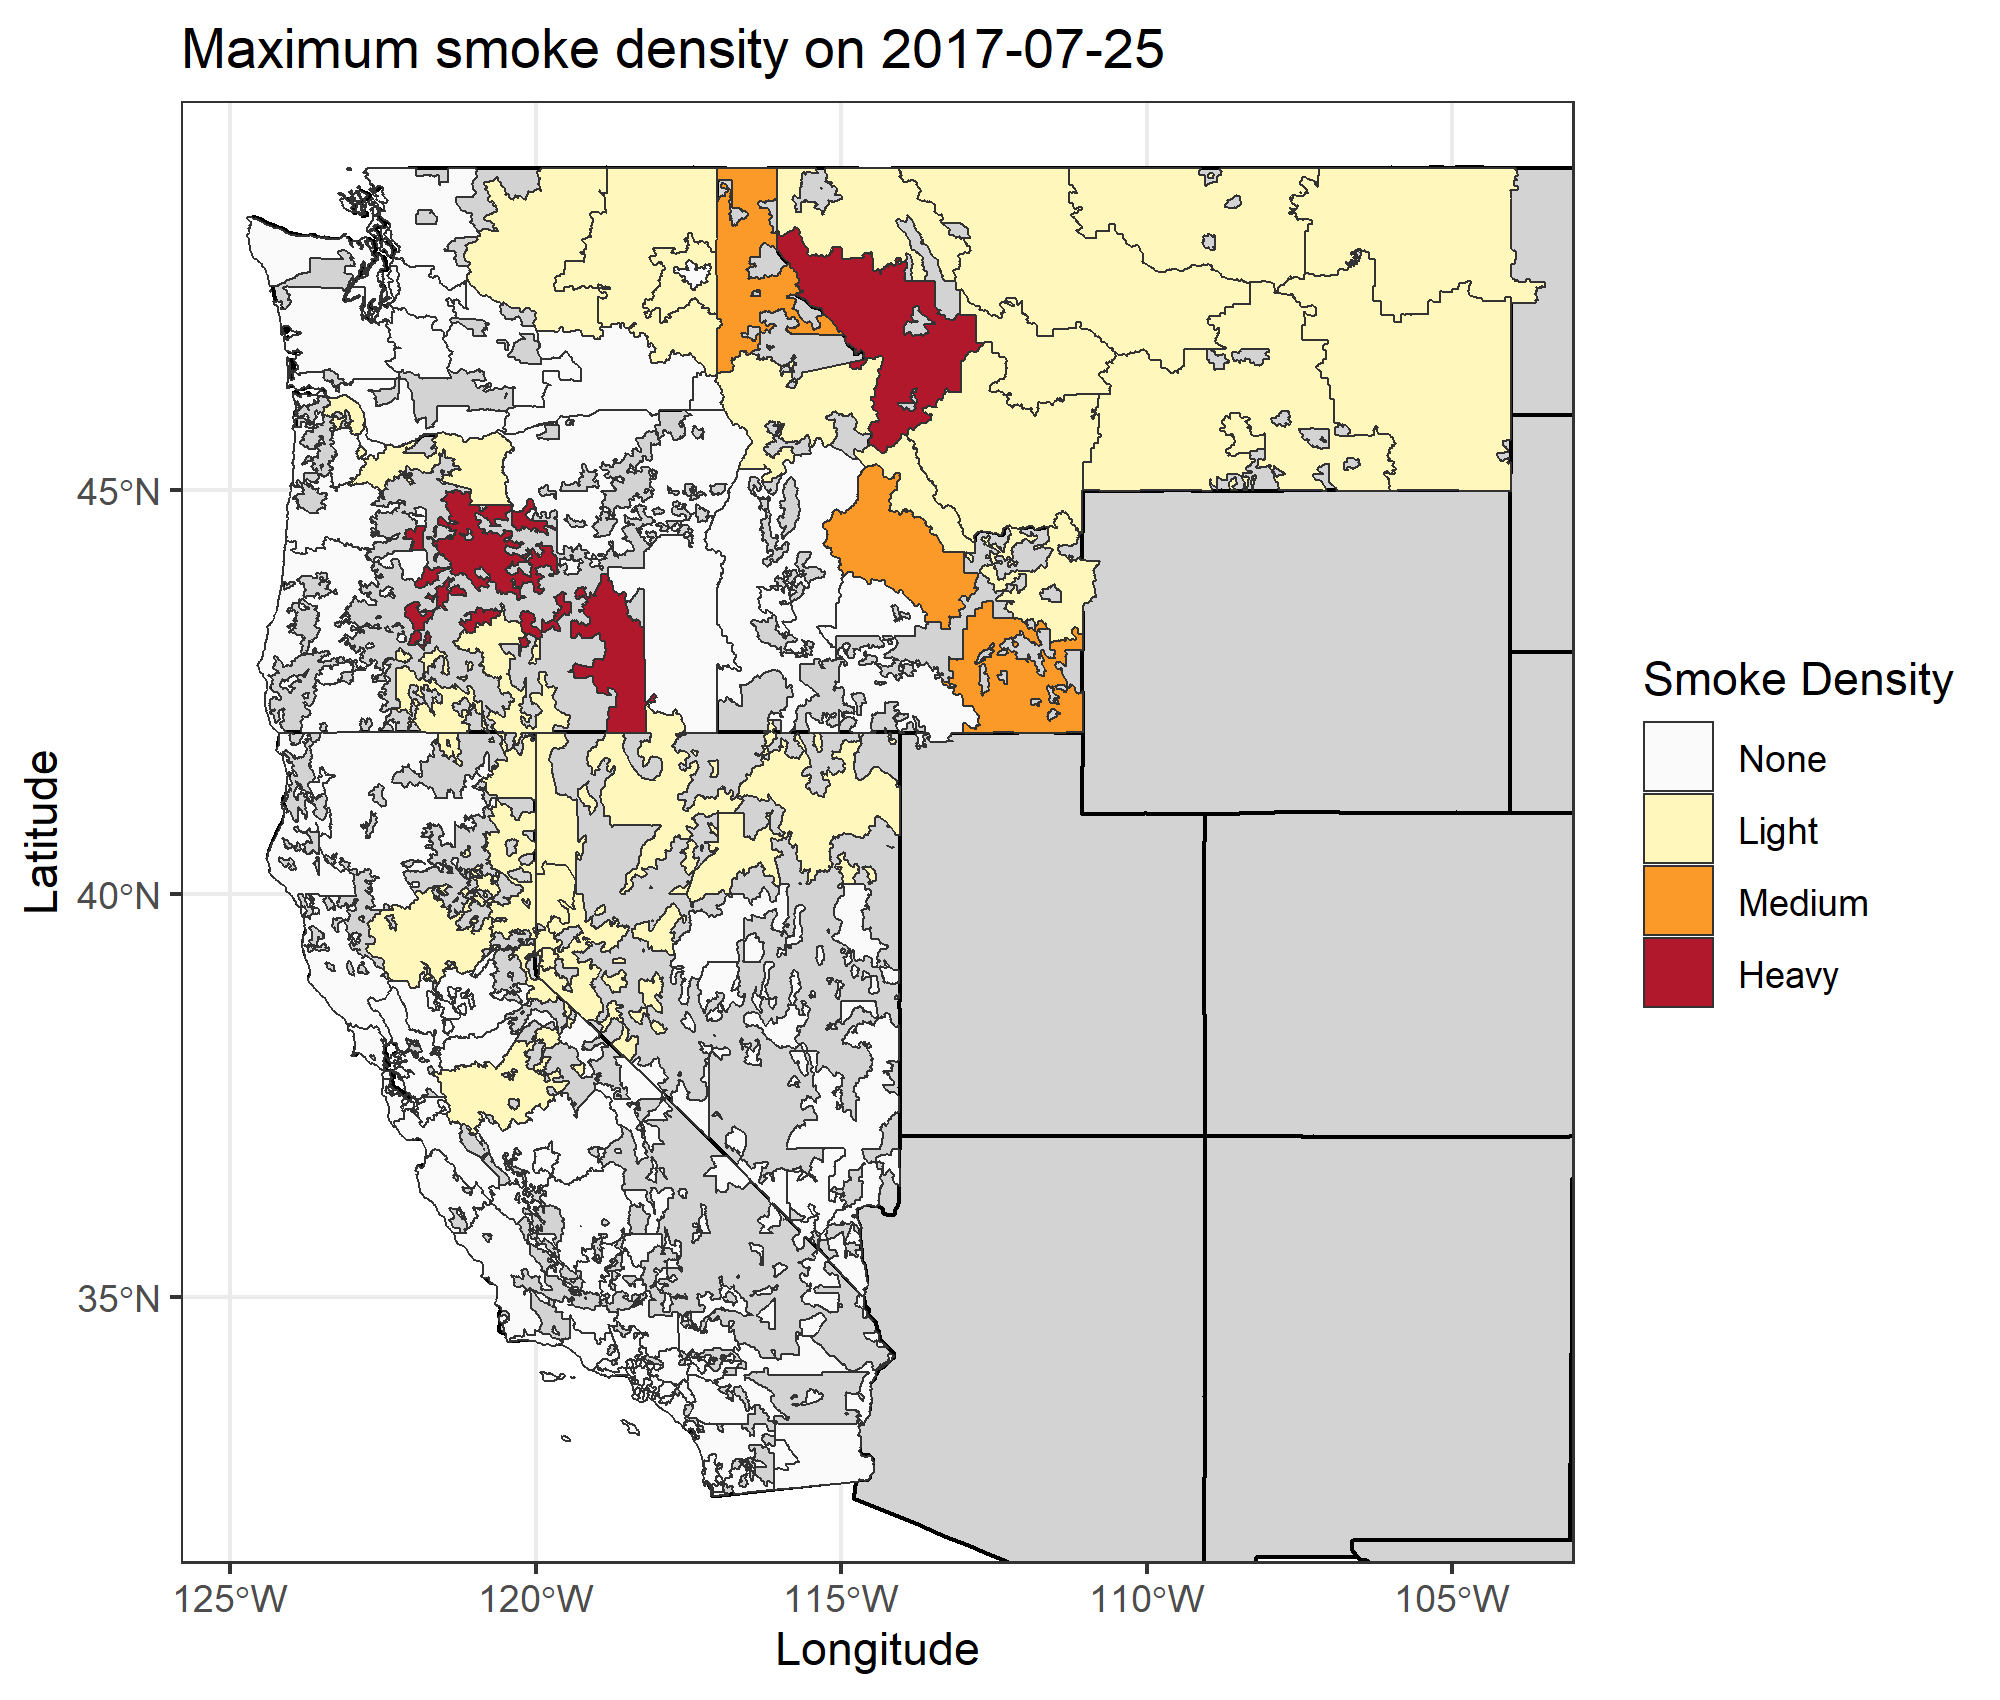 Maximum smoke density on 2017-07-25
45°N
40°N
35°N
Latitude
125°W 120°W 115°W 110°W 105°W
Longitude
Smoke Density
None
Light
Medium
Heavy